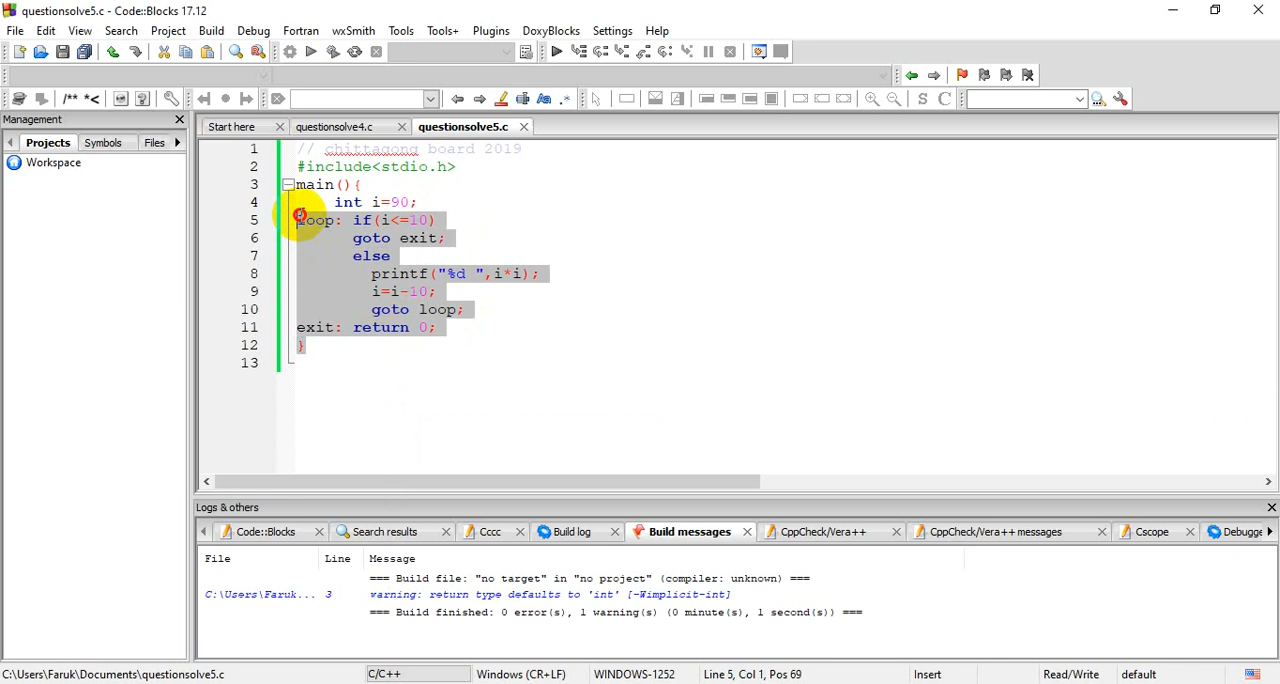 questionsolve5.c - Code::Blocks 17.12
File Edit View Search Project Build Debug Fortran wxSmith Tools Tools+ Plugins DoxyBlocks Settings Help
/** *<
S C
Management
Start here questionsolve4.c questionsolve5.c
Projects Symbols Files
Workspace
1 // chittagong board 2019
2 #include<stdio.h>
3 main(){
4 int i=90;
5 loop: if(i<=10)
6 goto exit;
7 else
8 printf("%d ",i*i);
9 i=i-10;
10 goto loop;
11 exit: return 0;
12 }
13
Logs & others
Code::Blocks Search results Cccc Build log Build messages CppCheck/Vera++ CppCheck/Vera++ messages Cscope Debugge
File Line Message
=== Build file: "no target" in "no project" (compiler: unknown) ===
C:\Users\Faruk... 3 warning: return type defaults to 'int' [-Wimplicit-int]
=== Build finished: 0 error(s), 1 warning(s) (0 minute(s), 1 second(s)) ===
C:\Users\Faruk\Documents\questionsolve5.c C/C++ Windows (CR+LF) WINDOWS-1252 Line 5, Col 1, Pos 69 Insert Read/Write default